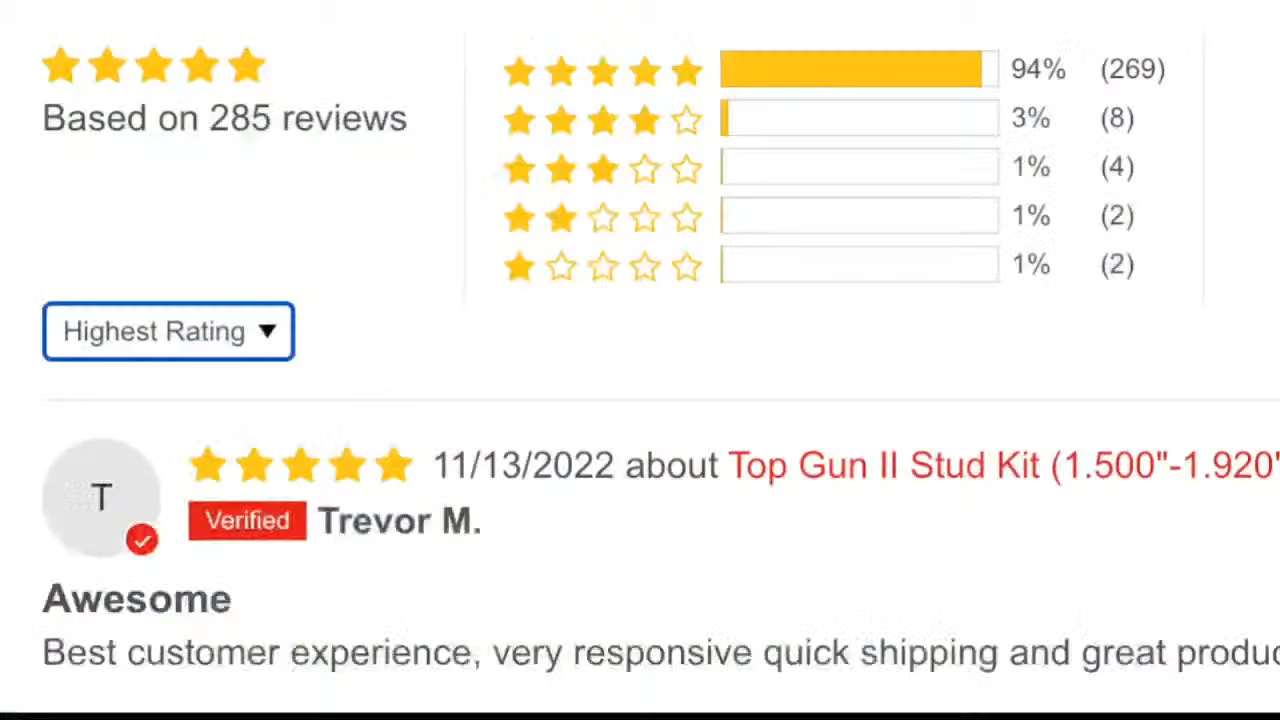 Based on 285 reviews
94% (269)
3% (8)
1% (4)
1% (2)
1% (2)
Highest Rating
T
11/13/2022 about Top Gun II Stud Kit (1.500"-1.920"
Verified Trevor M.
Awesome
Best customer experience, very responsive quick shipping and great